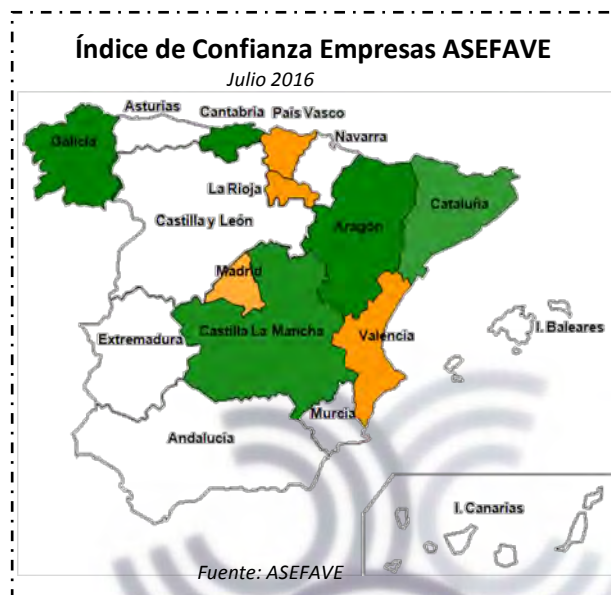 Índice de Confianza Empresas ASEFAVE
Julio 2016
Asturias
Cantabria
País Vasco
Galicia
Navarra
La Rioja
Cataluña
Castilla y León
Aragón
Madrid
Castilla La Mancha
Extremadura
Valencia
I. Baleares
Murcia
Andalucía
I. Canarias
Fuente: ASEFAVE